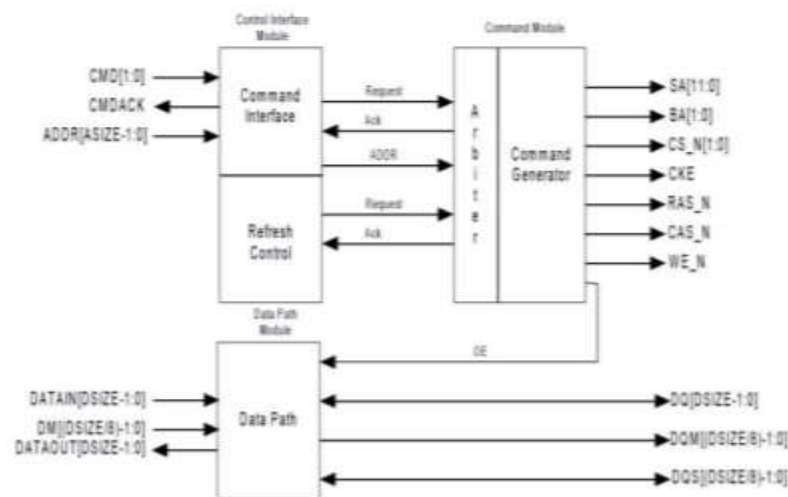 Control Interface
Module
Command Module
CMD[1:0]
CMDACK
ADDR[ASIZE-1:0]
Command
Interface
Refresh
Control
Request
Ack
ADDR
Request
Ack
Arbiter
Command
Generator
SA[11:0]
BA[1:0]
CS_N[1:0]
CKE
RAS_N
CAS_N
WE_N
Data Path
Module
OE
DATAIN[DSIZE-1:0]
DM[(DSIZE/8)-1:0]
DATAOUT[DSIZE-1:0]
Data Path
DQ[DSIZE-1:0]
DQM[(DSIZE/8)-1:0]
DQS[(DSIZE/8)-1:0]